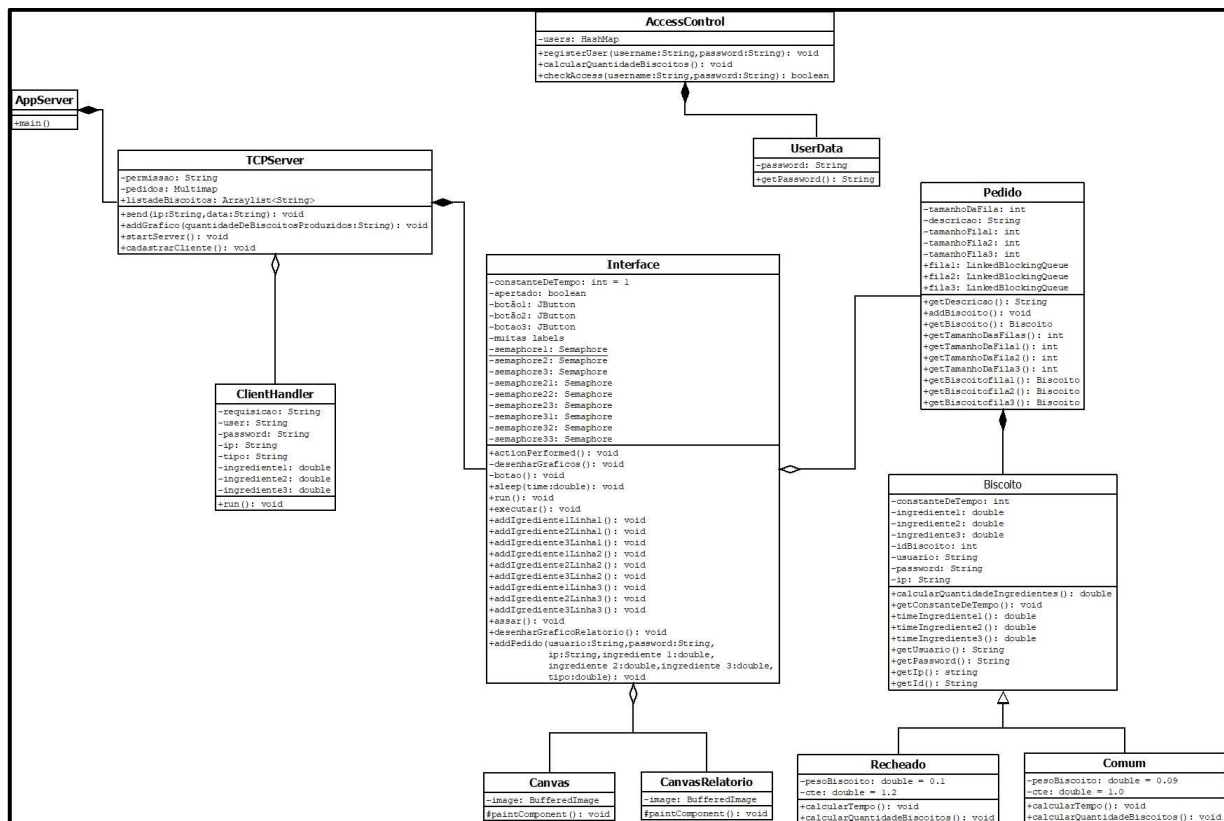 AccessControl
-users: HashMap
+registerUser(username:String,password:String): void
+calcularQuantidadeBiscoitos(): void
+checkAccess(username:String,password:String): boolean
AppServer
+main()
UserData
-password: String
+getPassword(): String
TCPServer
-permissao: String
-pedidos: Multimap
+listadeBiscoitos: Arraylist<String>
+send(ip:String,data:String): void
+addGrafico(quantidadeDeBiscoitosProduzidos:String): void
+startServer(): void
+cadastrarCliente(): void
Pedido
-tamanhoDaFila: int
-descricao: String
-tamanhoFila1: int
-tamanhoFila2: int
-tamanhoFila3: int
+fila1: LinkedBlockingQueue
+fila2: LinkedBlockingQueue
+fila3: LinkedBlockingQueue
+getDescricao(): String
+addBiscoito(): void
+getBiscoito(): Biscoito
+getTamanhoDasFilas(): int
+getTamanhoDaFila1(): int
+getTamanhoDaFila2(): int
+getTamanhoDaFila3(): int
+getBiscoitofila1(): Biscoito
+getBiscoitofila2(): Biscoito
+getBiscoitofila3(): Biscoito
Interface
-constanteDeTempo: int = 1
-apertado: boolean
-botão1: JButton
-botão2: JButton
-botao3: JButton
-muitas labels
-semaphore1: Semaphore
-semaphore2: Semaphore
-semaphore3: Semaphore
-semaphore21: Semaphore
-semaphore22: Semaphore
-semaphore23: Semaphore
-semaphore31: Semaphore
-semaphore32: Semaphore
-semaphore33: Semaphore
+actionPerformed(): void
-desenharGraficos(): void
-botao(): void
+sleep(time:double): void
+run(): void
+executar(): void
+addIgrediente1Linha1(): void
+addIgrediente2Linha1(): void
+addIgrediente3Linha1(): void
+addIgrediente1Linha2(): void
+addIgrediente2Linha2(): void
+addIgrediente3Linha2(): void
+addIgrediente1Linha3(): void
+addIgrediente2Linha3(): void
+addIgrediente3Linha3(): void
+assar(): void
+desenharGraficoRelatorio(): void
+addPedido(usuario:String,password:String,
ip:String,ingrediente 1:double,
ingrediente 2:double,ingrediente 3:double,
tipo:double): void
ClientHandler
-requisicao: String
-user: String
-password: String
-ip: String
-tipo: String
-ingrediente1: double
-ingrediente2: double
-ingrediente3: double
+run(): void
Biscoito
-constanteDeTempo: int
-ingrediente1: double
-ingrediente2: double
-ingrediente3: double
-idBiscoito: int
-usuario: String
-password: String
-ip: String
+calcularQuantidadeIngredientes(): double
+getConstanteDeTempo(): void
+timeIngrediente1(): double
+timeIngrediente2(): double
+timeIngrediente3(): double
+getUsuario(): String
+getPassword(): String
+getIp(): string
+getId(): String
Canvas
-image: BufferedImage
#paintComponent(): void
CanvasRelatorio
-image: BufferedImage
#paintComponent(): void
Recheado
-pesoBiscoito: double = 0.1
-cte: double = 1.2
+calcularTempo(): void
+calcularQuantidadeBiscoitos(): void
Comum
-pesoBiscoito: double = 0.09
-cte: double = 1.0
+calcularTempo(): void
+calcularQuantidadeBiscoitos(): void